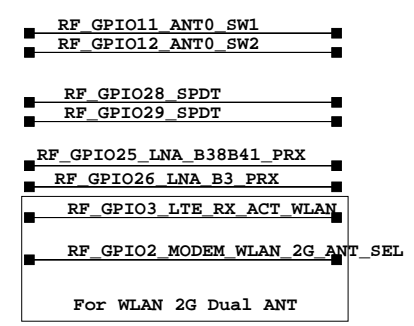 RF_GPIO11_ANT0_SW1
RF_GPIO12_ANT0_SW2
RF_GPIO28_SPDT
RF_GPIO29_SPDT
RF_GPIO25_LNA_B38B41_PRX
RF_GPIO26_LNA_B3_PRX
RF_GPIO3_LTE_RX_ACT_WLAN
RF_GPIO2_MODEM_WLAN_2G_ANT_SEL
For WLAN 2G Dual ANT